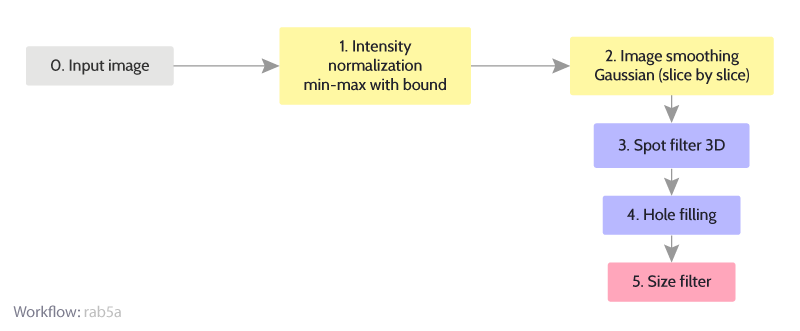 0. Input image
1. Intensity
normalization
min-max with bound
2. Image smoothing
Gaussian (slice by slice)
3. Spot filter 3D
4. Hole filling
5. Size filter
Workflow: rab5a